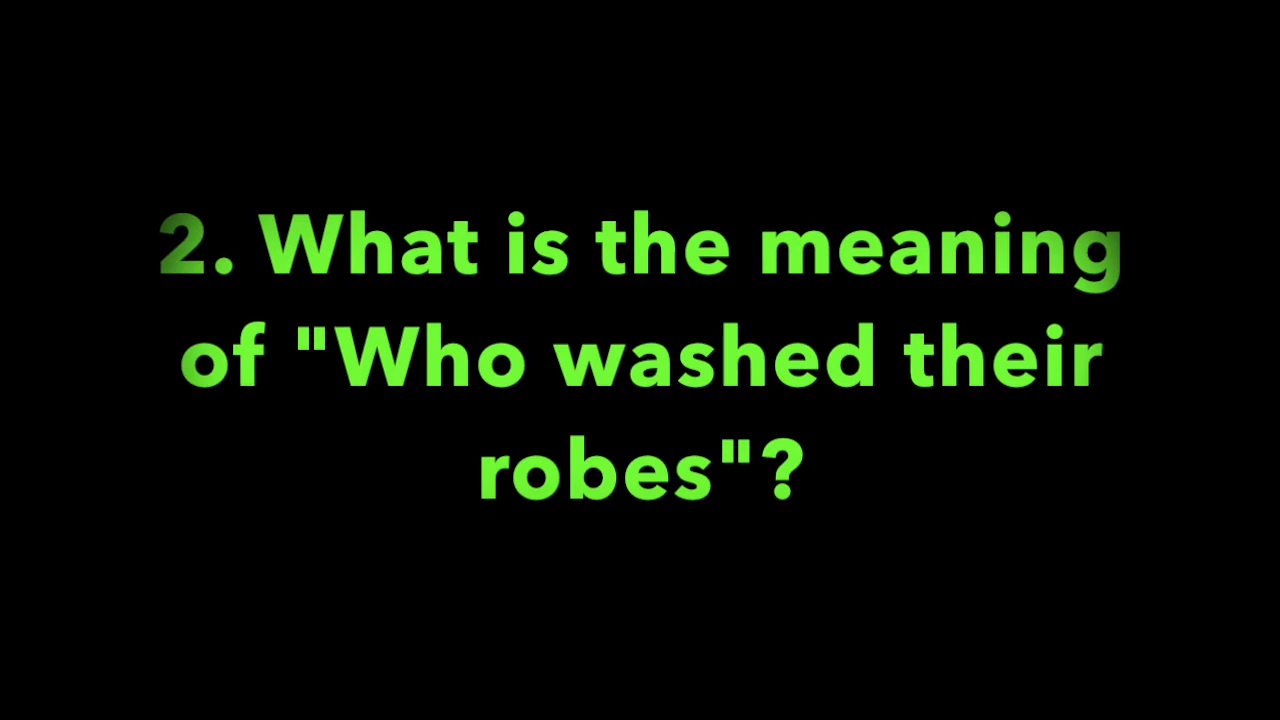 2. What is the meaning
of "Who washed their
robes"?